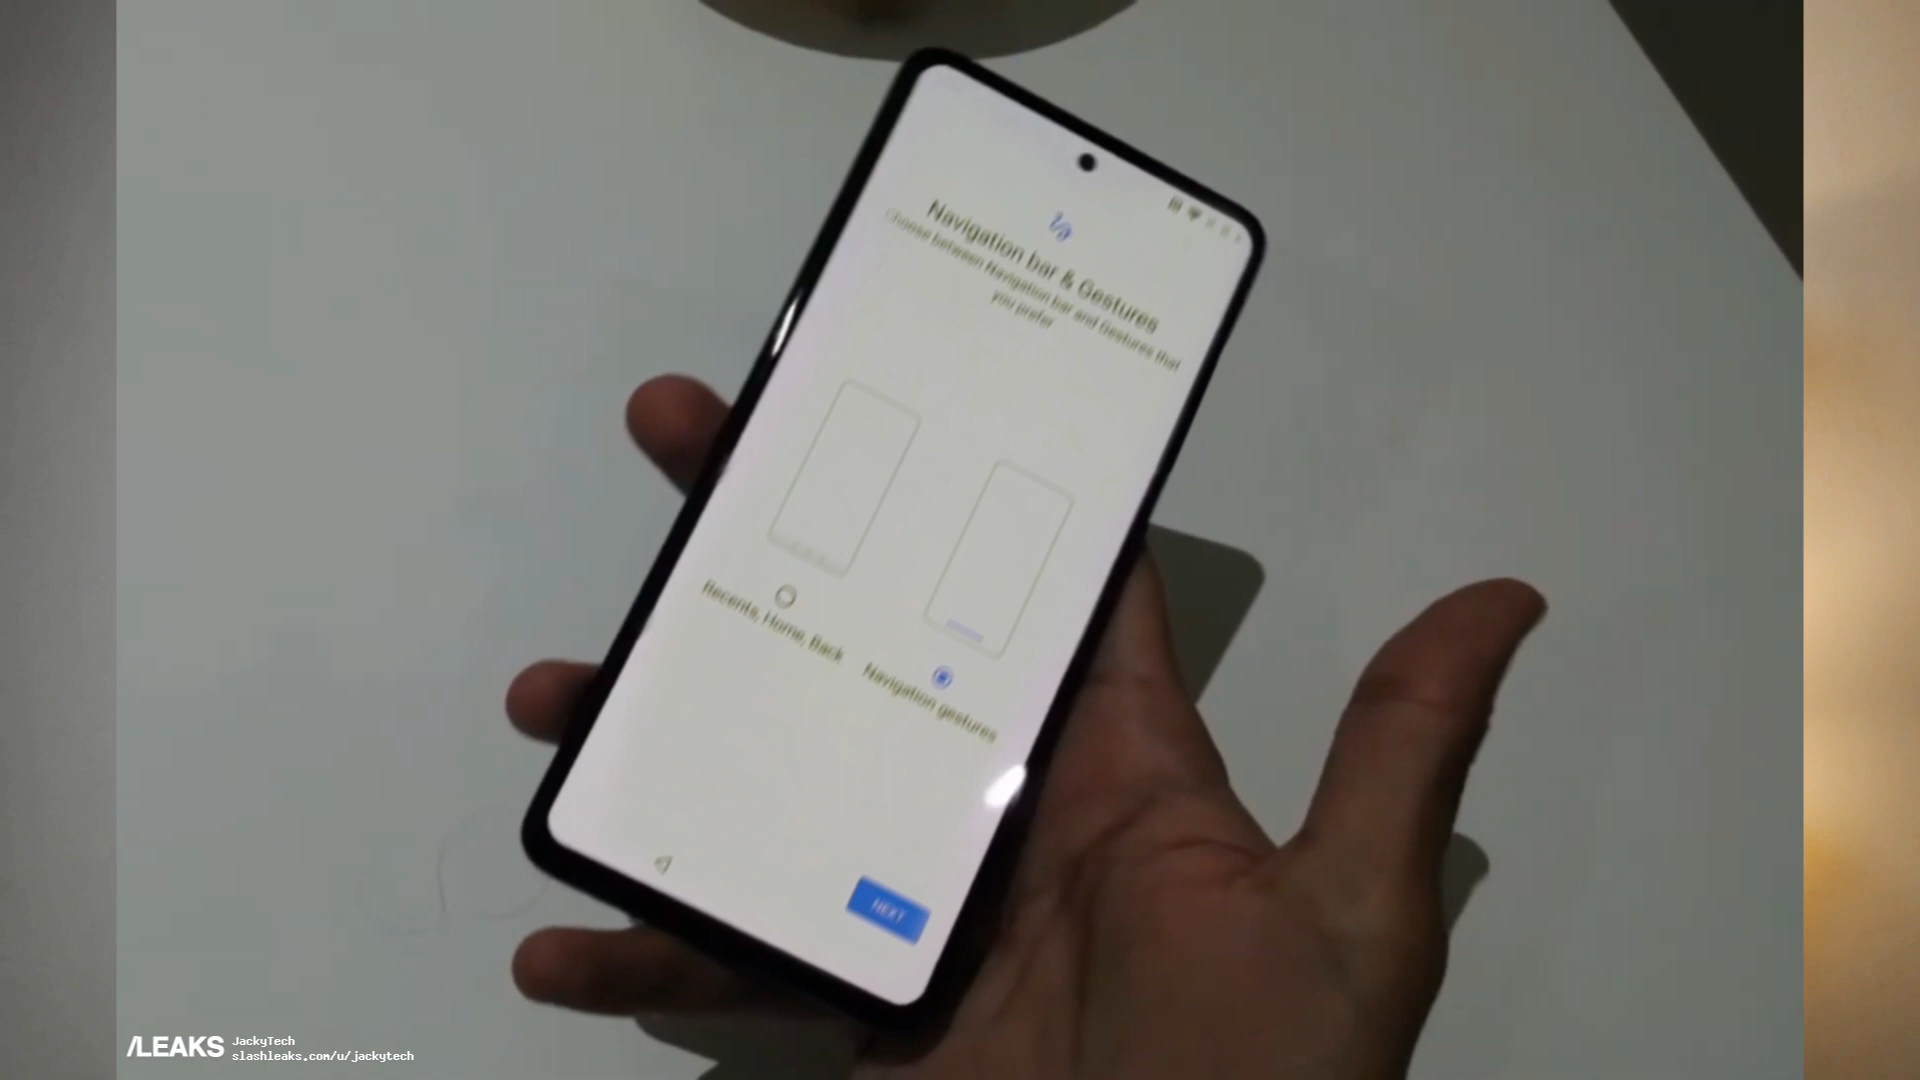 Navigation bar & Gestures
Choose between Navigation bar and Gestures that
you prefer
Recents, Home, Back
Navigation gestures
NEXT
/LEAKS
JackyTech
slashleaks.com/u/jackytech